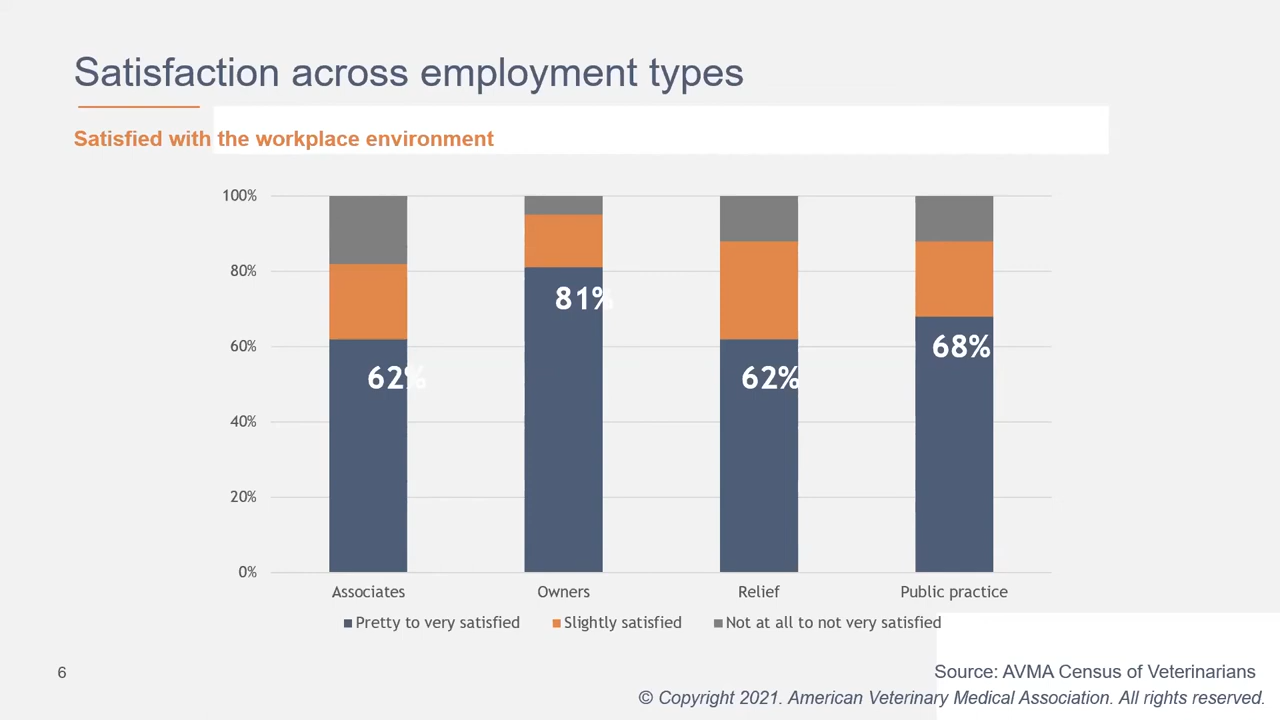 Satisfaction across employment types
Satisfied with the workplace environment
100%
80%
60%
40%
20%
0%
62%
81%
62%
68%
Associates
Owners
Relief
Public practice
Pretty to very satisfied
Slightly satisfied
Not at all to not very satisfied
6
Source: AVMA Census of Veterinarians
© Copyright 2021. American Veterinary Medical Association. All rights reserved.